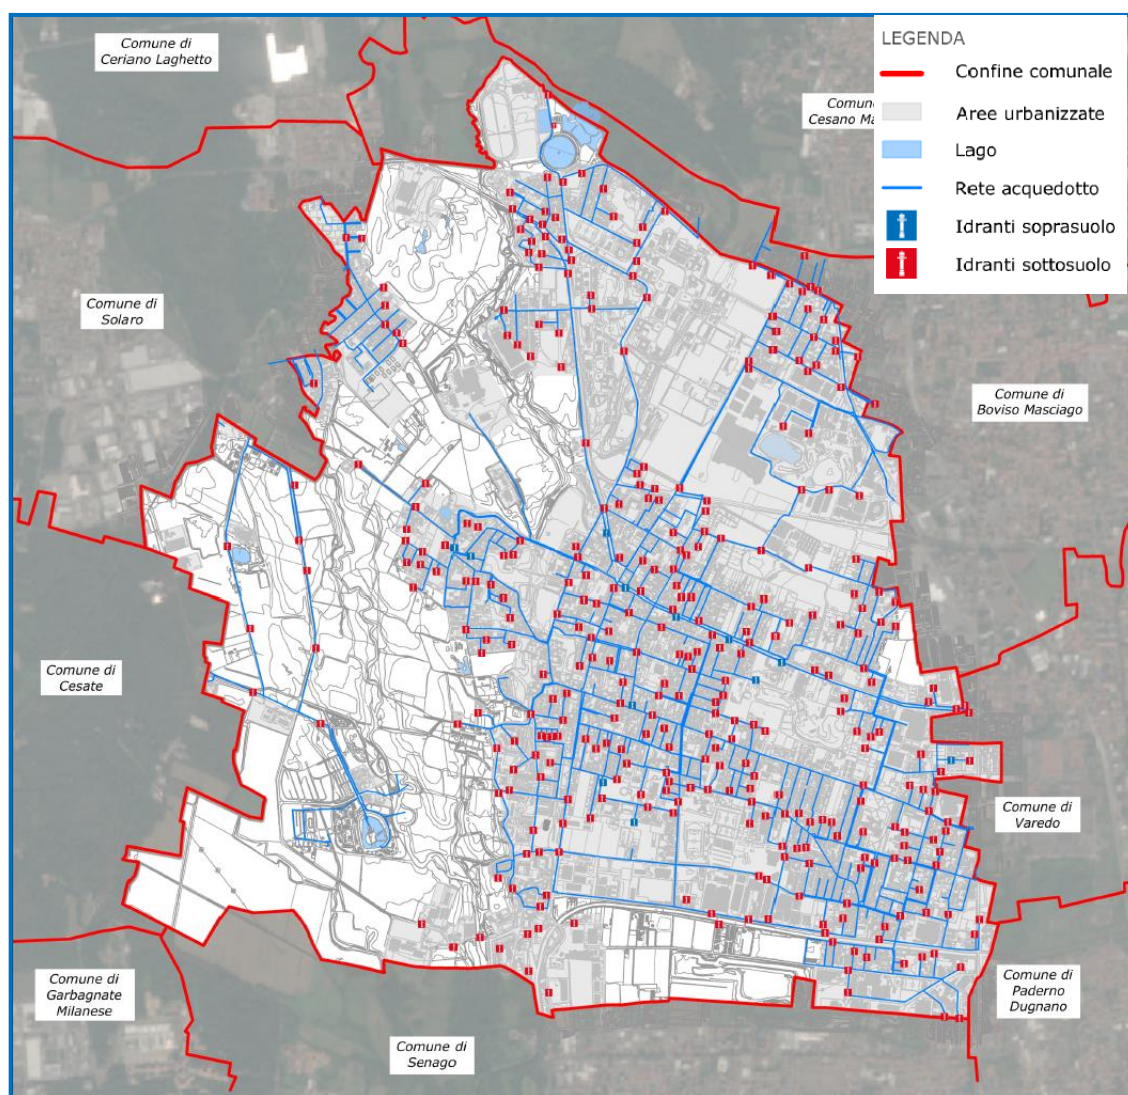 Comune di
Ceriano Laghetto
LEGENDA
Confine comunale
Aree urbanizzate
Lago
Rete acquedotto
Idranti soprasuolo
Idranti sottosuolo
Cesano
Comune di
Solaro
Comune di
Boviso Masciago
Comune di
Cesate
Comune di
Varedo
Comune di
Garbagnate
Milanese
Comune di
Paderno
Dugnano
Comune di
Senago